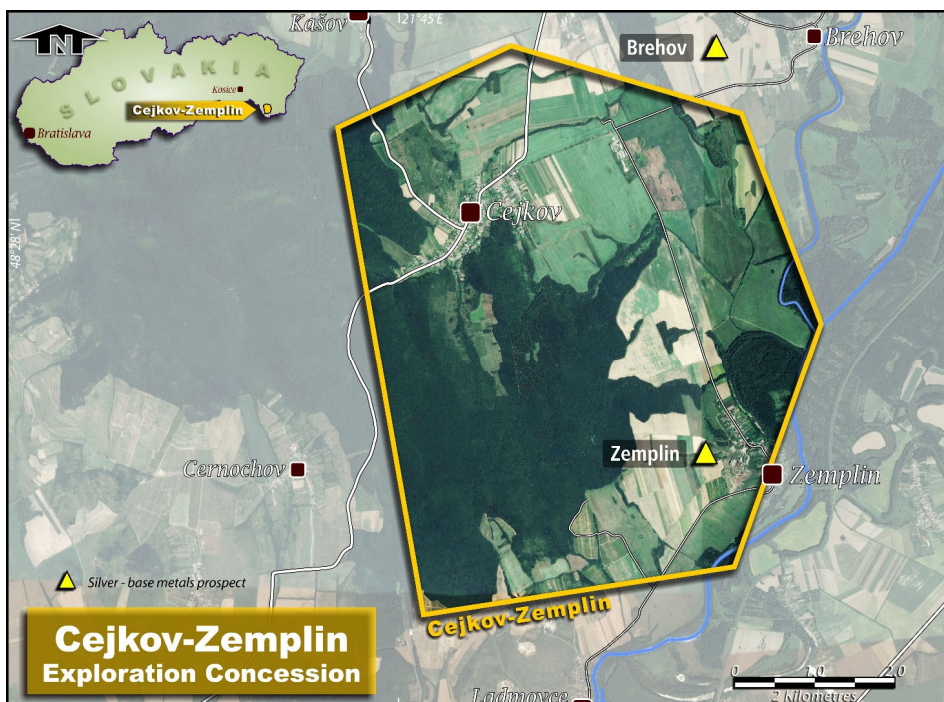 Kašov
21°45'E
Brehov
Brehov
N
SLOVAKIA
Kosice
Cejkov-Zemplin
Bratislava
Cejkov
48°28'N
Zemplin
Zemplin
Cernochov
Silver - base metals prospect
Cejkov-Zemplin
Cejkov-Zemplin
Exploration Concession
Ladmovce
0 1.0 2.0
2 Kilometres